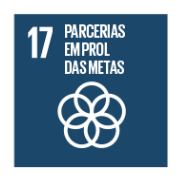 17 PARCERIAS
EM PROL
DAS METAS